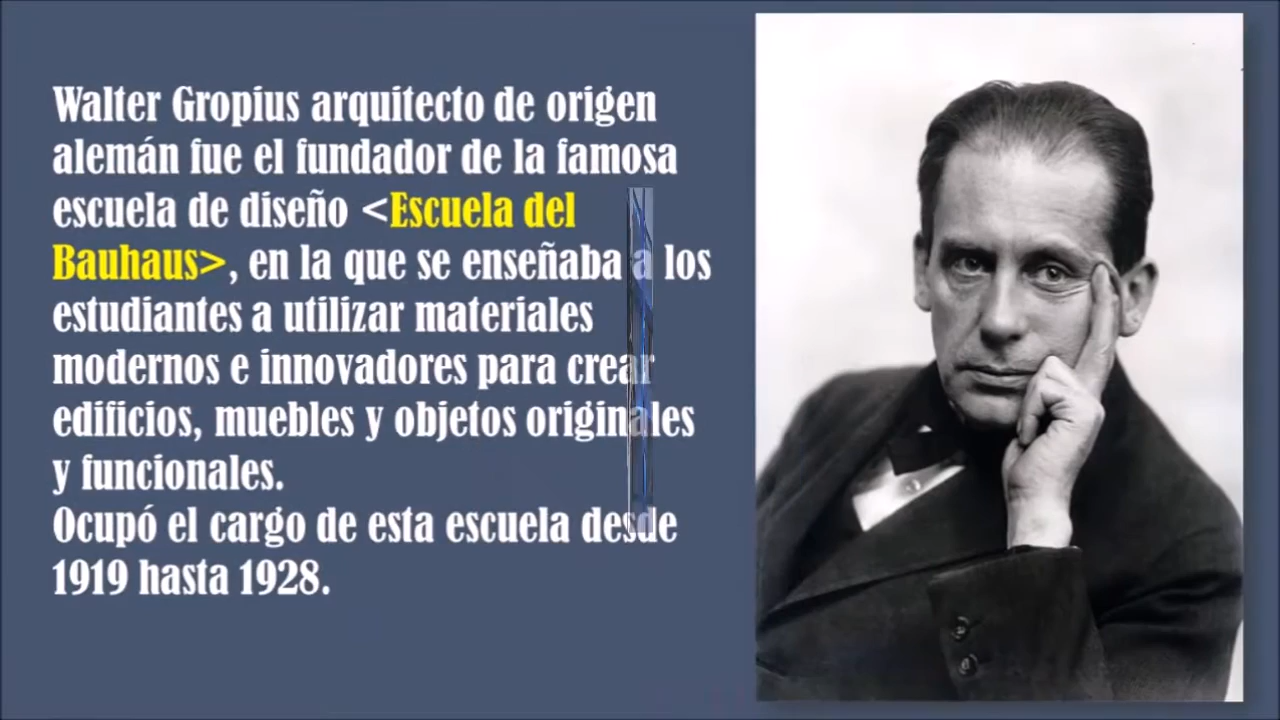 Walter Gropius arquitecto de origen
alemán fue el fundador de la famosa
escuela de diseño <Escuela del
Bauhaus>, en la que se enseñaba a los
estudiantes a utilizar materiales
modernos e innovadores para crear
edificios, muebles y objetos originales
y funcionales.
Ocupó el cargo de esta escuela desde
1919 hasta 1928.